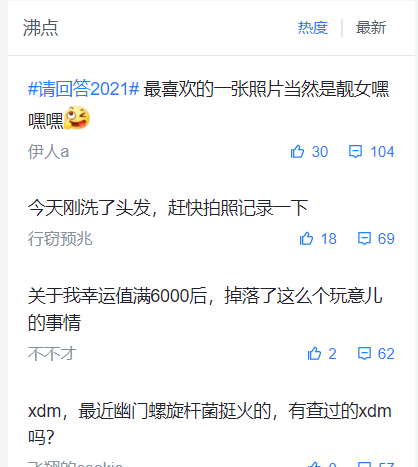 沸点
热度 最新
#请回答2021# 最喜欢的一张照片当然是靓女嘿
嘿嘿
伊人a 30 104
今天刚洗了头发，赶快拍照记录一下
行窃预兆 18 69
关于我幸运值满6000后，掉落了这么个玩意儿
的事情
不不才 2 62
xdm，最近幽门螺旋杆菌挺火的，有查过的xdm
吗？